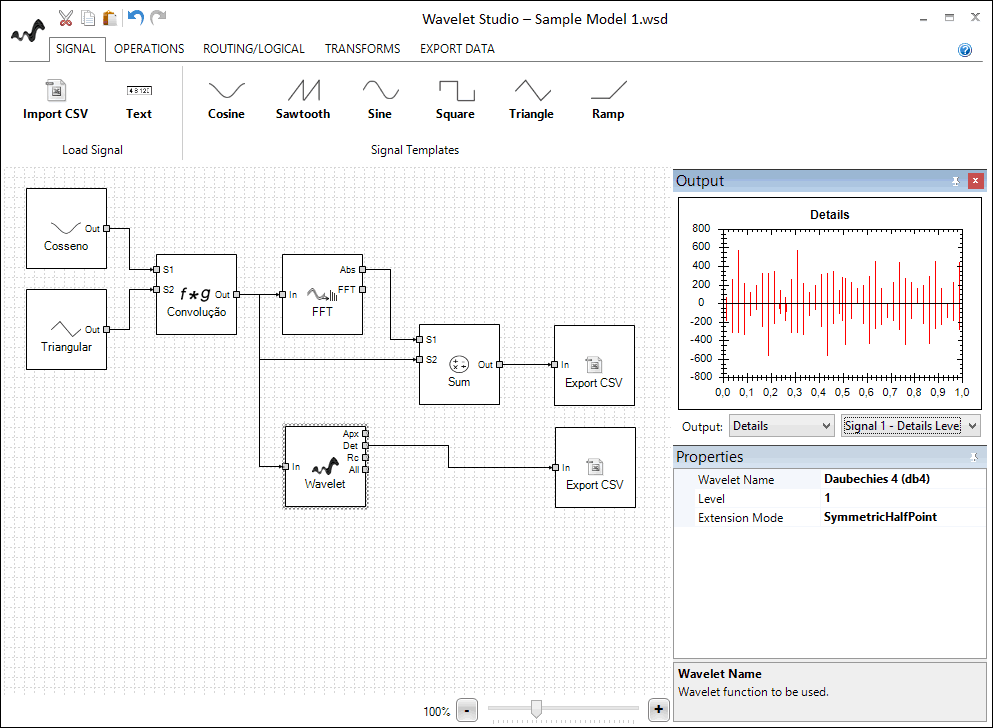 Wavelet Studio – Sample Model 1.wsd
SIGNAL OPERATIONS ROUTING/LOGICAL TRANSFORMS EXPORT DATA
Import CSV Text Cosine Sawtooth Sine Square Triangle Ramp
Load Signal Signal Templates
Out
Cosseno
Out
Triangular
S1
S2 f*g Out
Convolução
Abs
In FFT
FFT
S1
S2
Out
Sum
In
Export CSV
Apx
Det
Rc
In All
Wavelet
In
Export CSV
100% - +
Output
Details
800
600
400
200
0
-200
-400
-600
-800
0,0 0,1 0,2 0,3 0,4 0,5 0,6 0,7 0,8 0,9 1,0
Output: Details Signal 1 - Details Leve
Properties
Wavelet Name Daubechies 4 (db4)
Level 1
Extension Mode SymmetricHalfPoint
Wavelet Name
Wavelet function to be used.